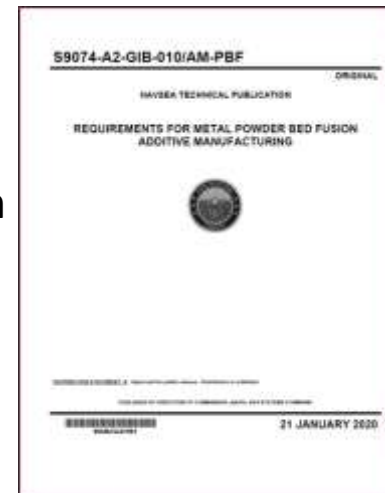 S9074-A2-GIB-010/AM-PBF
ORIGINAL
NAVSEA TECHNICAL PUBLICATION
REQUIREMENTS FOR METAL POWDER BED FUSION
ADDITIVE MANUFACTURING
21 JANUARY 2020
n